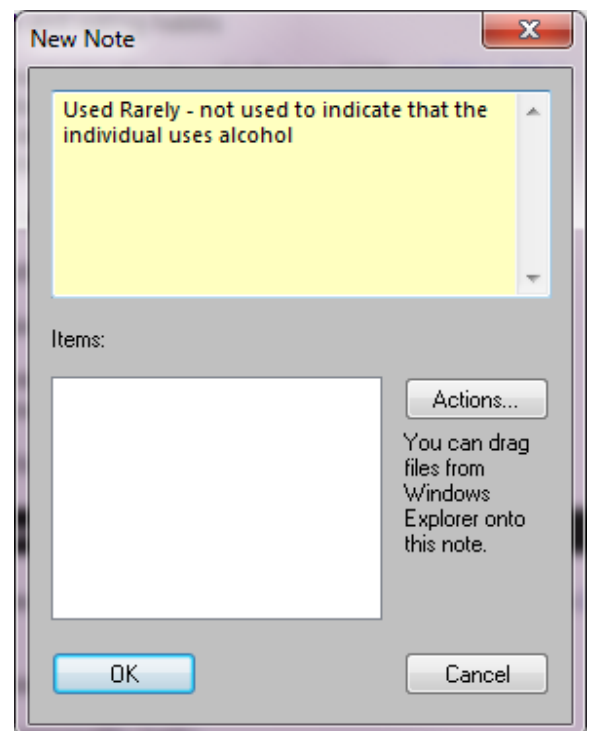 New Note
Used Rarely - not used to indicate that the
individual uses alcohol
Items:
Actions...
You can drag
files from
Windows
Explorer onto
this note.
OK
Cancel